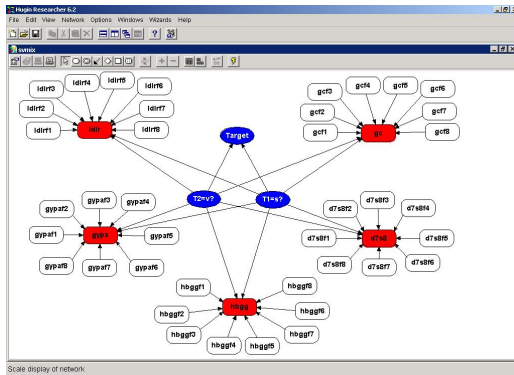 Hugin Researcher 6.2
File Edit View Network Options Windows Wizards Help
svmix
ldlrf3
ldlrf4
ldlrf5
ldlrf6
ldlrf2
ldlrf7
ldlrf1
ldlr
ldlrf8
gcf3
gcf4
gcf5
gcf6
gcf2
gcf7
gcf1
gc
gcf8
Target
T2=v?
T1=s?
gypaf2
gypaf3
gypaf4
gypaf1
gypa
gypaf5
gypaf8
gypaf7
gypaf6
d7s8f2
d7s8f3
d7s8f4
d7s8f1
d7s8
d7s8f5
d7s8f8
d7s8f7
d7s8f6
hbggf1
hbggf8
hbggf2
hbgg
hbggf6
hbggf3
hbggf7
hbggf4
hbggf5
Scale display of network